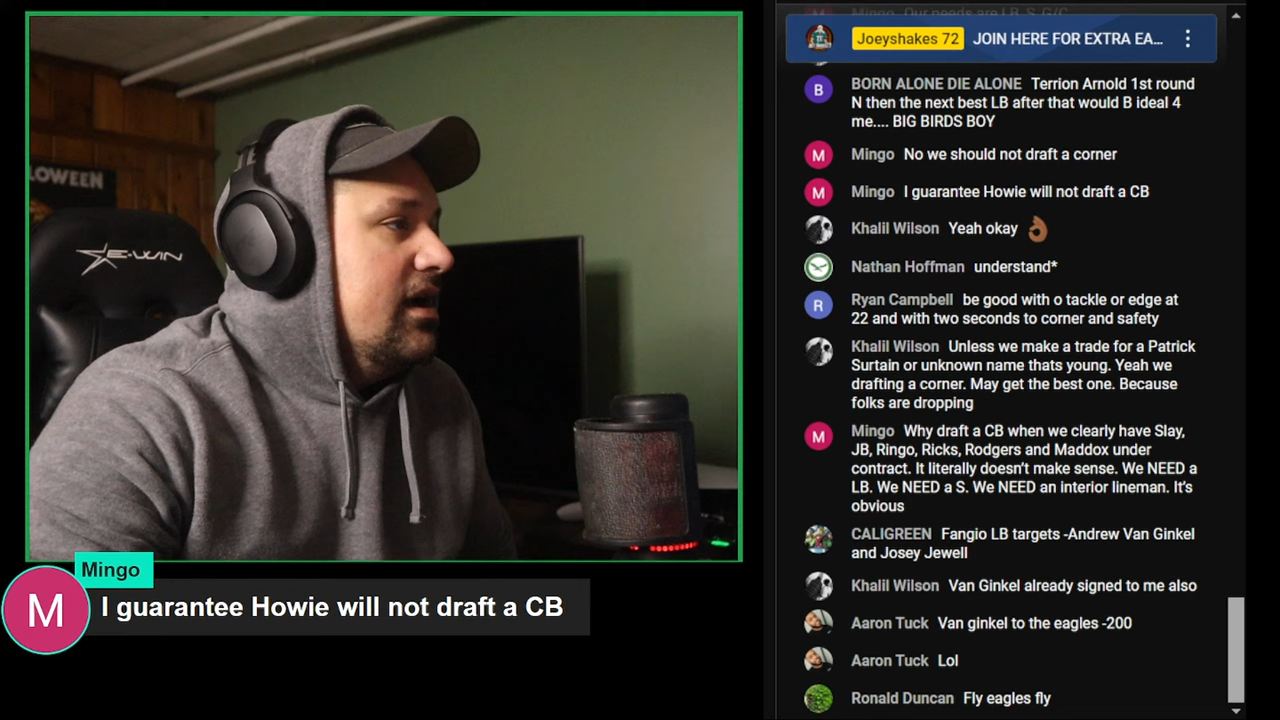 LOWEEN
E-WIN
Mingo
M
I guarantee Howie will not draft a CB
Mingo Our needs are LB, S, G/C
Joeyshakes 72 JOIN HERE FOR EXTRA EA...
B
BORN ALONE DIE ALONE Terrion Arnold 1st round
N then the next best LB after that would B ideal 4
me.... BIG BIRDS BOY
M
Mingo No we should not draft a corner
M
Mingo I guarantee Howie will not draft a CB
Khalil Wilson Yeah okay 👌🏾
Nathan Hoffman understand*
R
Ryan Campbell be good with o tackle or edge at
22 and with two seconds to corner and safety
Khalil Wilson Unless we make a trade for a Patrick
Surtain or unknown name thats young. Yeah we
drafting a corner. May get the best one. Because
folks are dropping
M
Mingo Why draft a CB when we clearly have Slay,
JB, Ringo, Ricks, Rodgers and Maddox under
contract. It literally doesn't make sense. We NEED a
LB. We NEED a S. We NEED an interior lineman. It's
obvious
CALIGREEN Fangio LB targets -Andrew Van Ginkel
and Josey Jewell
Khalil Wilson Van Ginkel already signed to me also
Aaron Tuck Van ginkel to the eagles -200
Aaron Tuck Lol
Ronald Duncan Fly eagles fly